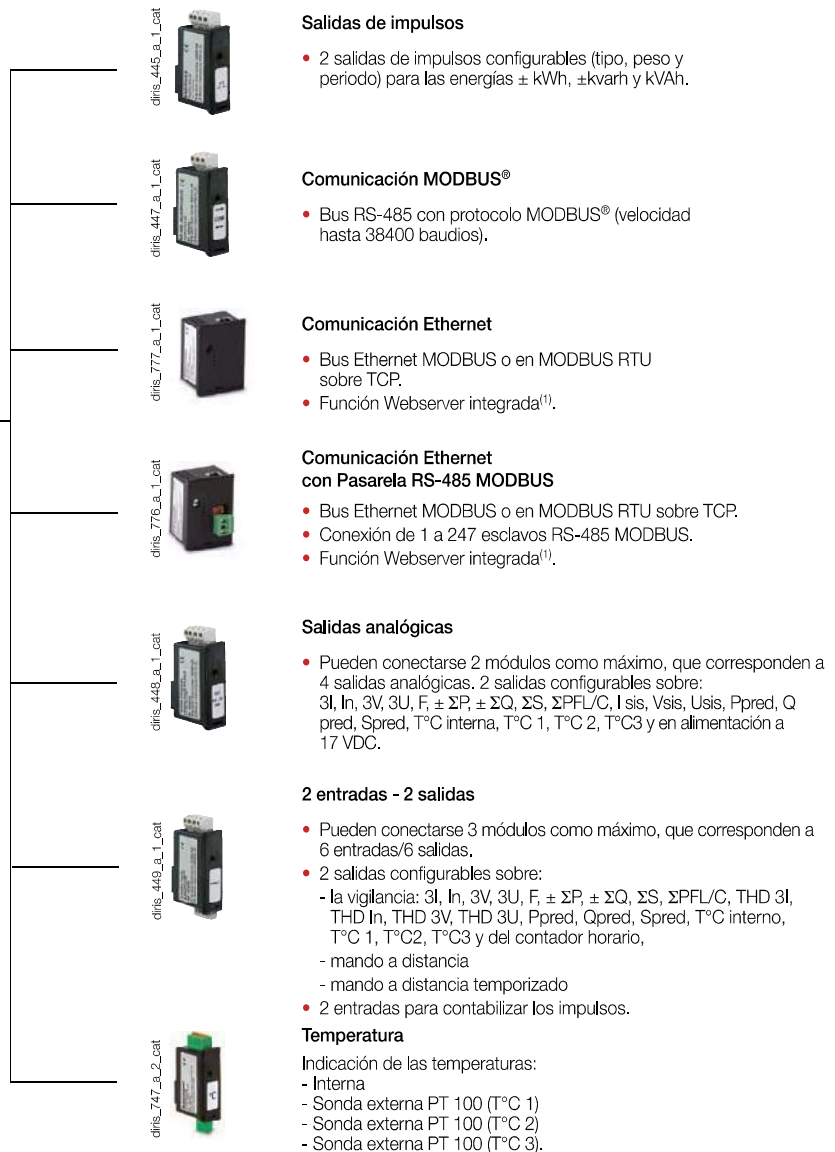 diris_445_a_1_cat
Salidas de impulsos
• 2 salidas de impulsos configurables (tipo, peso y
periodo) para las energías ± kWh, ±kvarh y kVAh.
diris_447_a_1_cat
Comunicación MODBUS®
• Bus RS-485 con protocolo MODBUS® (velocidad
hasta 38400 baudios).
diris_777_a_1_cat
Comunicación Ethernet
• Bus Ethernet MODBUS o en MODBUS RTU
sobre TCP.
• Función Webserver integrada(1).
diris_776_a_1_cat
Comunicación Ethernet
con Pasarela RS-485 MODBUS
• Bus Ethernet MODBUS o en MODBUS RTU sobre TCP.
• Conexión de 1 a 247 esclavos RS-485 MODBUS.
• Función Webserver integrada(1).
diris_448_a_1_cat
Salidas analógicas
• Pueden conectarse 2 módulos como máximo, que corresponden a
4 salidas analógicas. 2 salidas configurables sobre:
3I, In, 3V, 3U, F, ± ΣP, ± ΣQ, ΣS, ΣPFL/C, I sis, Vsis, Usis, Ppred, Q
pred, Spred, T°C interna, T°C 1, T°C 2, T°C3 y en alimentación a
17 VDC.
diris_449_a_1_cat
2 entradas - 2 salidas
• Pueden conectarse 3 módulos como máximo, que corresponden a
6 entradas/6 salidas.
• 2 salidas configurables sobre:
- la vigilancia: 3I, In, 3V, 3U, F, ± ΣP, ± ΣQ, ΣS, ΣPFL/C, THD 3I,
THD In, THD 3V, THD 3U, Ppred, Qpred, Spred, T°C interno,
T°C 1, T°C2, T°C3 y del contador horario,
- mando a distancia
- mando a distancia temporizado
• 2 entradas para contabilizar los impulsos.
diris_747_a_2_cat
°C
Temperatura
Indicación de las temperaturas:
- Interna
- Sonda externa PT 100 (T°C 1)
- Sonda externa PT 100 (T°C 2)
- Sonda externa PT 100 (T°C 3).